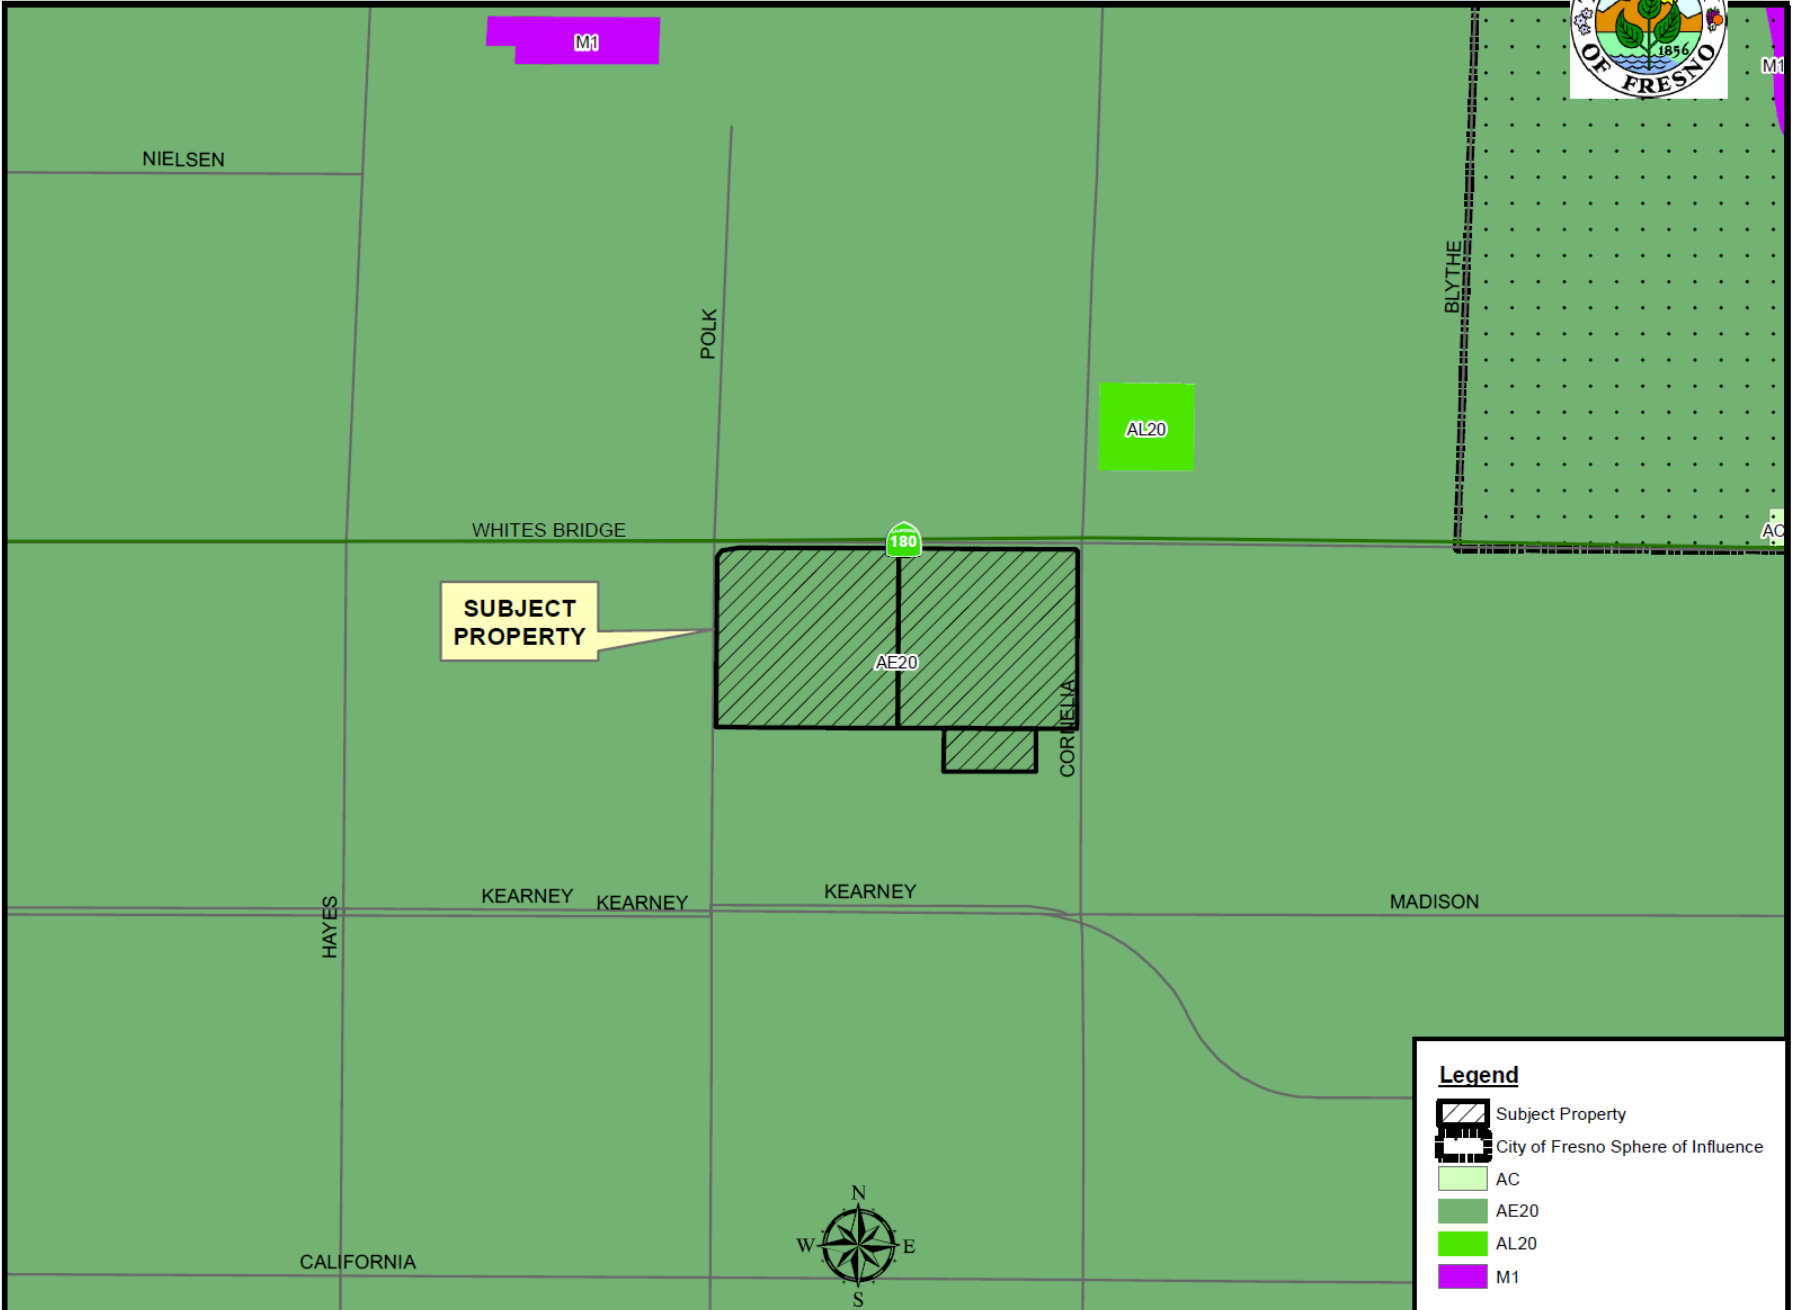 M1
1856
OF FRESNO
M1
NIELSEN
BLYTHE
POLK
AL20
WHITES BRIDGE
180
AC
SUBJECT
PROPERTY
AE20
CORNELIA
KEARNEY
KEARNEY
KEARNEY
MADISON
HAYES
Legend
Subject Property
City of Fresno Sphere of Influence
AC
AE20
AL20
M1
N
W
E
S
CALIFORNIA